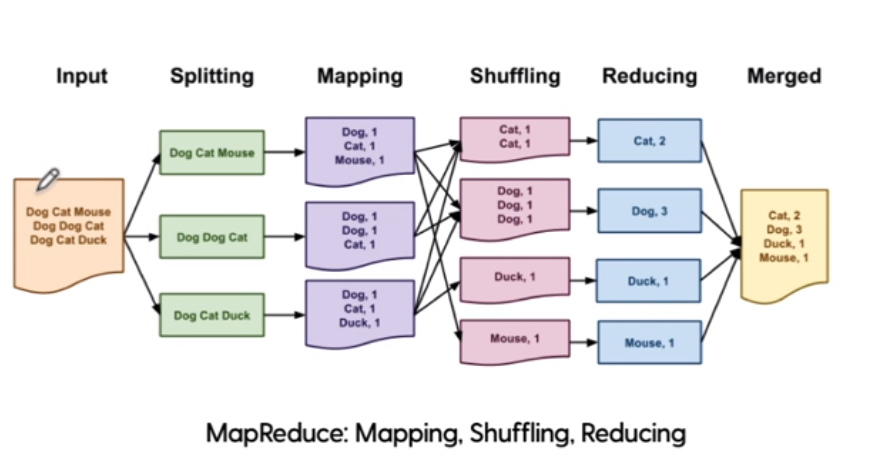 Input
Splitting
Mapping
Shuffling
Reducing
Merged
Dog Cat Mouse
Dog Dog Cat
Dog Cat Duck
Dog Cat Mouse
Dog Dog Cat
Dog Cat Duck
Dog, 1
Cat, 1
Mouse, 1
Dog, 1
Dog, 1
Cat, 1
Dog, 1
Cat, 1
Duck, 1
Cat, 1
Cat, 1
Dog, 1
Dog, 1
Dog, 1
Duck, 1
Mouse, 1
Cat, 2
Dog, 3
Duck, 1
Mouse, 1
Cat, 2
Dog, 3
Duck, 1
Mouse, 1
MapReduce: Mapping, Shuffling, Reducing